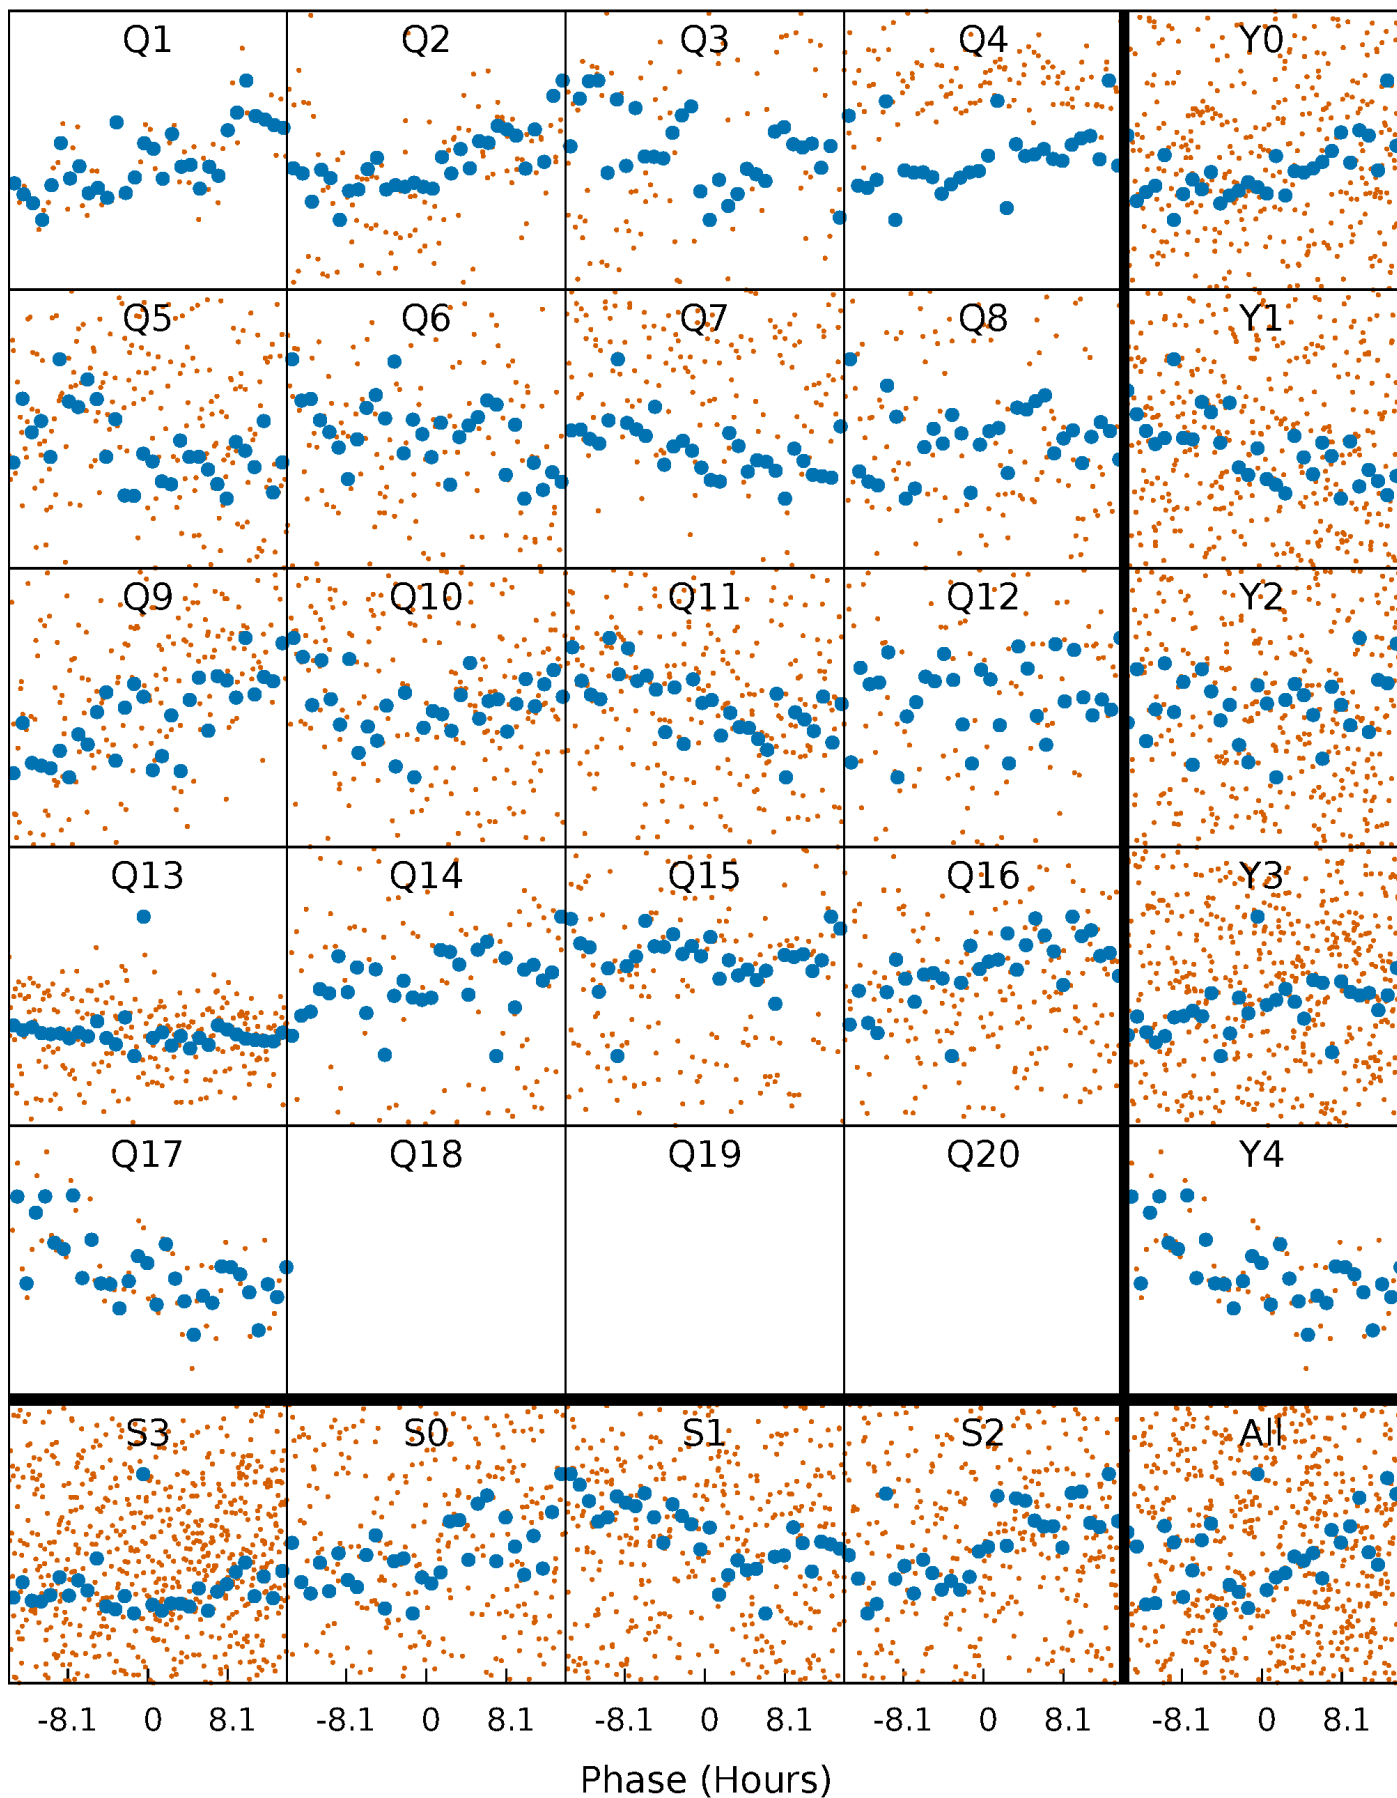 Q1 Q2 Q3 Q4 Y0
Q5 Q6 Q7 Q8 Y1
Q9 Q10 Q11 Q12 Y2
Q13 Q14 Q15 Q16 Y3
Q17 Q18 Q19 Q20 Y4
S3 S0 S1 S2 All
-8.1 0 8.1 -8.1 0 8.1 -8.1 0 8.1 -8.1 0 8.1 -8.1 0 8.1
Phase (Hours)